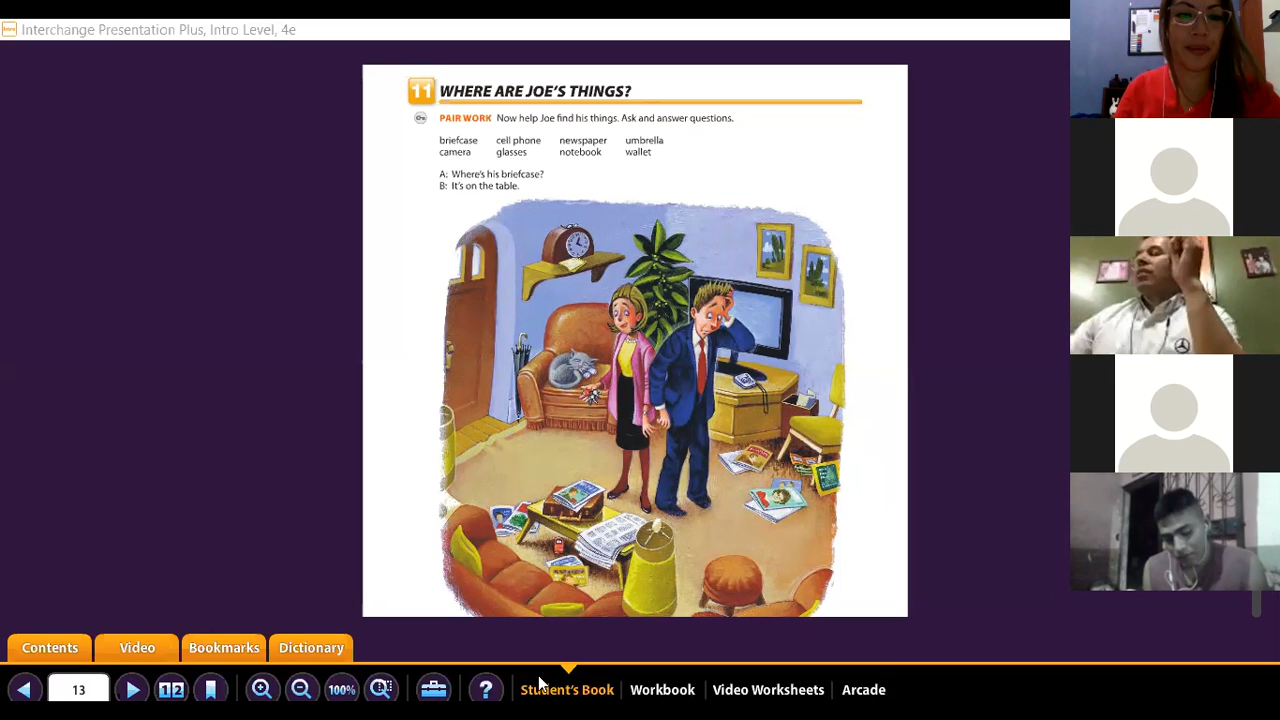 Interchange Presentation Plus, Intro Level, 4e
11 WHERE ARE JOE'S THINGS?
PAIR WORK Now help Joe find his things. Ask and answer questions.
briefcase cell phone newspaper umbrella
camera glasses notebook wallet
A: Where's his briefcase?
B: It's on the table.
Contents Video Bookmarks Dictionary
13 12 100% ? Student's Book Workbook Video Worksheets Arcade